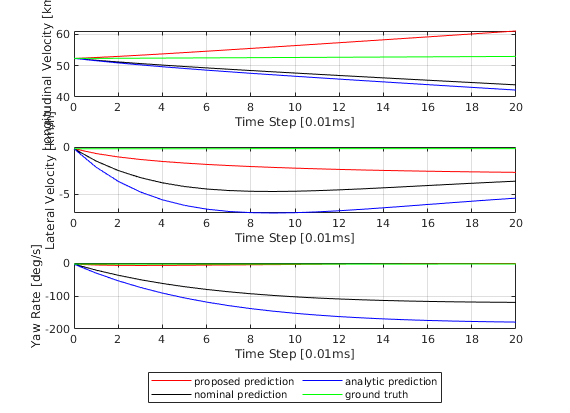 Longitudinal Velocity [km
60
50
40
0 2 4 6 8 10 12 14 16 18 20
Time Step [0.01ms]
Lateral Velocity [km/h]
0
-5
0 2 4 6 8 10 12 14 16 18 20
Time Step [0.01ms]
Yaw Rate [deg/s]
0
-100
-200
0 2 4 6 8 10 12 14 16 18 20
Time Step [0.01ms]
proposed prediction analytic prediction
nominal prediction ground truth